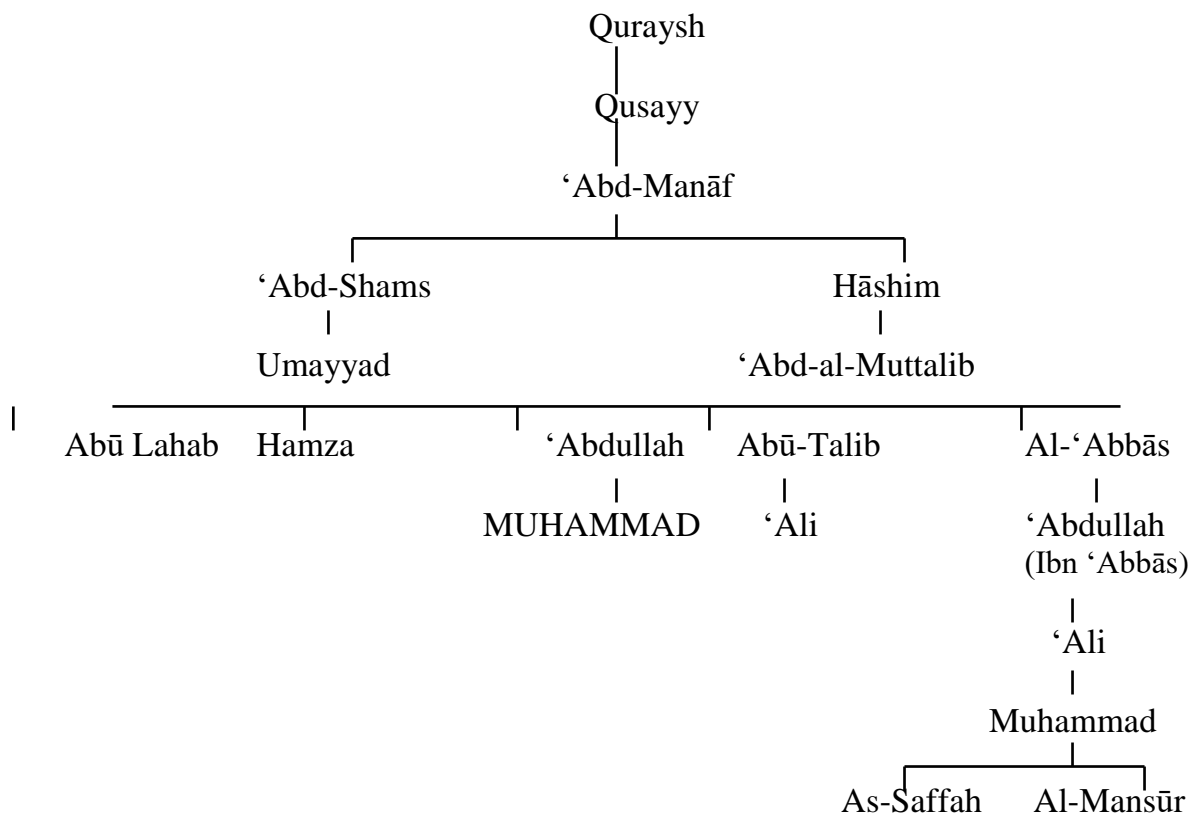 Quraysh
Qusayy
‘Abd-Manāf
‘Abd-Shams Hāshim
Umayyad ‘Abd-al-Muttalib
Abū Lahab Hamza ‘Abdullah Abū-Talib Al-‘Abbās
MUHAMMAD ‘Ali ‘Abdullah
(Ibn ‘Abbās)
‘Ali
Muhammad
As-Saffah Al-Mansūr